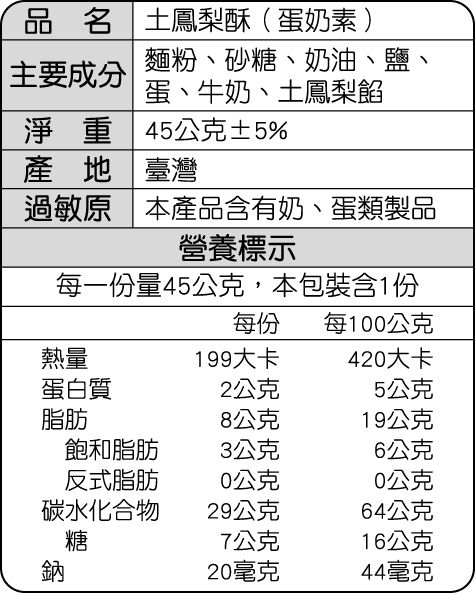 品名 土鳳梨酥（蛋奶素）
主要成分 麵粉、砂糖、奶油、鹽、
蛋、牛奶、土鳳梨餡
淨重 45公克±5%
產地 臺灣
過敏原 本產品含有奶、蛋類製品
營養標示
每一份量45公克，本包裝含1份
每份 每100公克
熱量 199大卡 420大卡
蛋白質 2公克 5公克
脂肪 8公克 19公克
飽和脂肪 3公克 6公克
反式脂肪 0公克 0公克
碳水化合物 29公克 64公克
糖 7公克 16公克
鈉 20毫克 44毫克